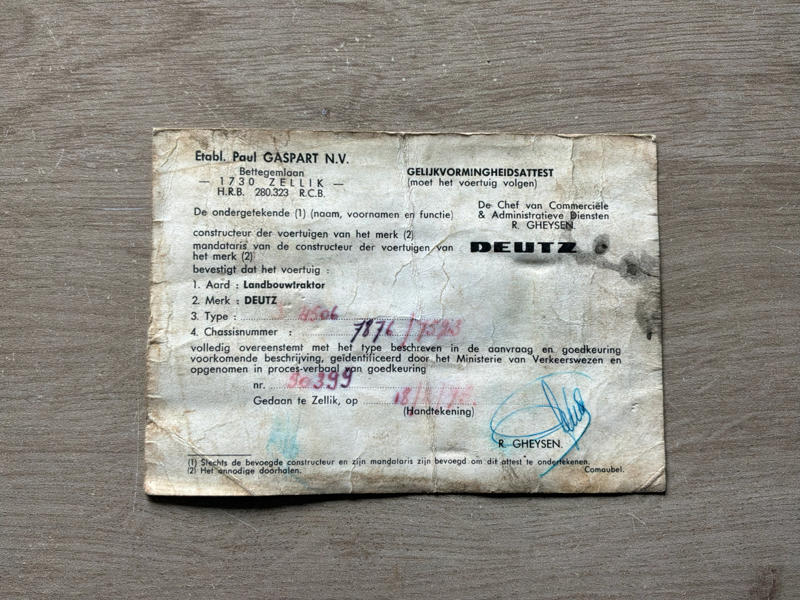 Etabl. Paul GASPART N.V.
Bettegemlaan
— 1730 ZELLIK —
H.R.B. 280.323 R.C.B.
GELIJKVORMINGHEIDSATTEST
(moet het voertuig volgen)
De ondergetekende (1) (naam, voornamen en functie)
De Chef van Commerciële
& Administratieve Diensten
R. GHEYSEN.
constructeur der voertuigen van het merk (2)
mandataris van de constructeur der voertuigen van
het merk (2)
DEUTZ
bevestigt dat het voertuig :
1. Aard : Landbouwtraktor
2. Merk : DEUTZ
3. Type : 4506
4. Chassisnummer : 7876/7523
volledig overeenstemt met het type beschreven in de aanvraag en goedkeuring
voorkomende beschrijving, geïdentificeerd door het Ministerie van Verkeerswezen en
opgenomen in proces-verbaal van goedkeuring
nr. 90399
Gedaan te Zellik, op
(Handtekening)
R. GHEYSEN.
(1) Slechts de bevoegde constructeur en zijn mandataris zijn bevoegd om dit attest te ondertekenen.
(2) Het onnodige doorhalen.
Comaubel.